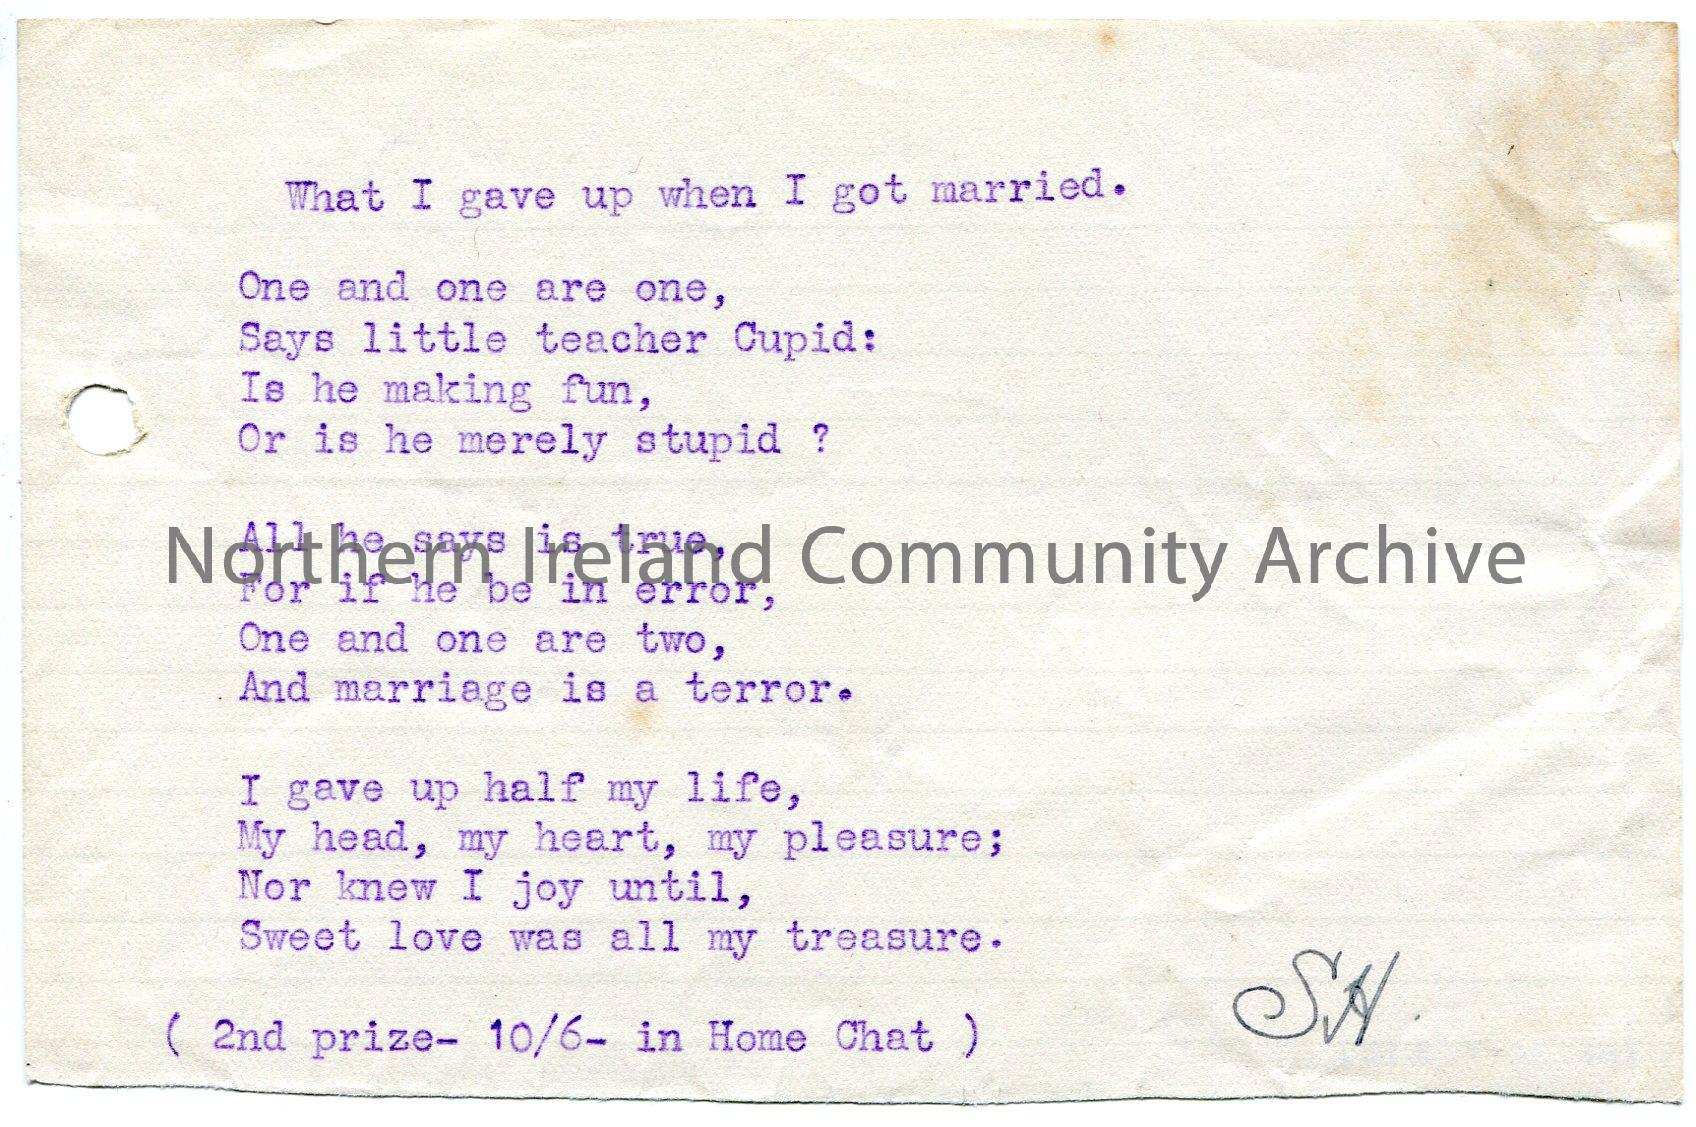 What I gave up when I got married.
One and one are one,
Says little teacher Cupid:
Is he making fun,
Or is he merely stupid ?
All he says is true,
Northern Ireland Community Archive
For if he be in error,
One and one are two,
And marriage is a terror.
I gave up half my life,
My head, my heart, my pleasure;
Nor knew I joy until,
Sweet love was all my treasure.
SH.
( 2nd prize- 10/6- in Home Chat )